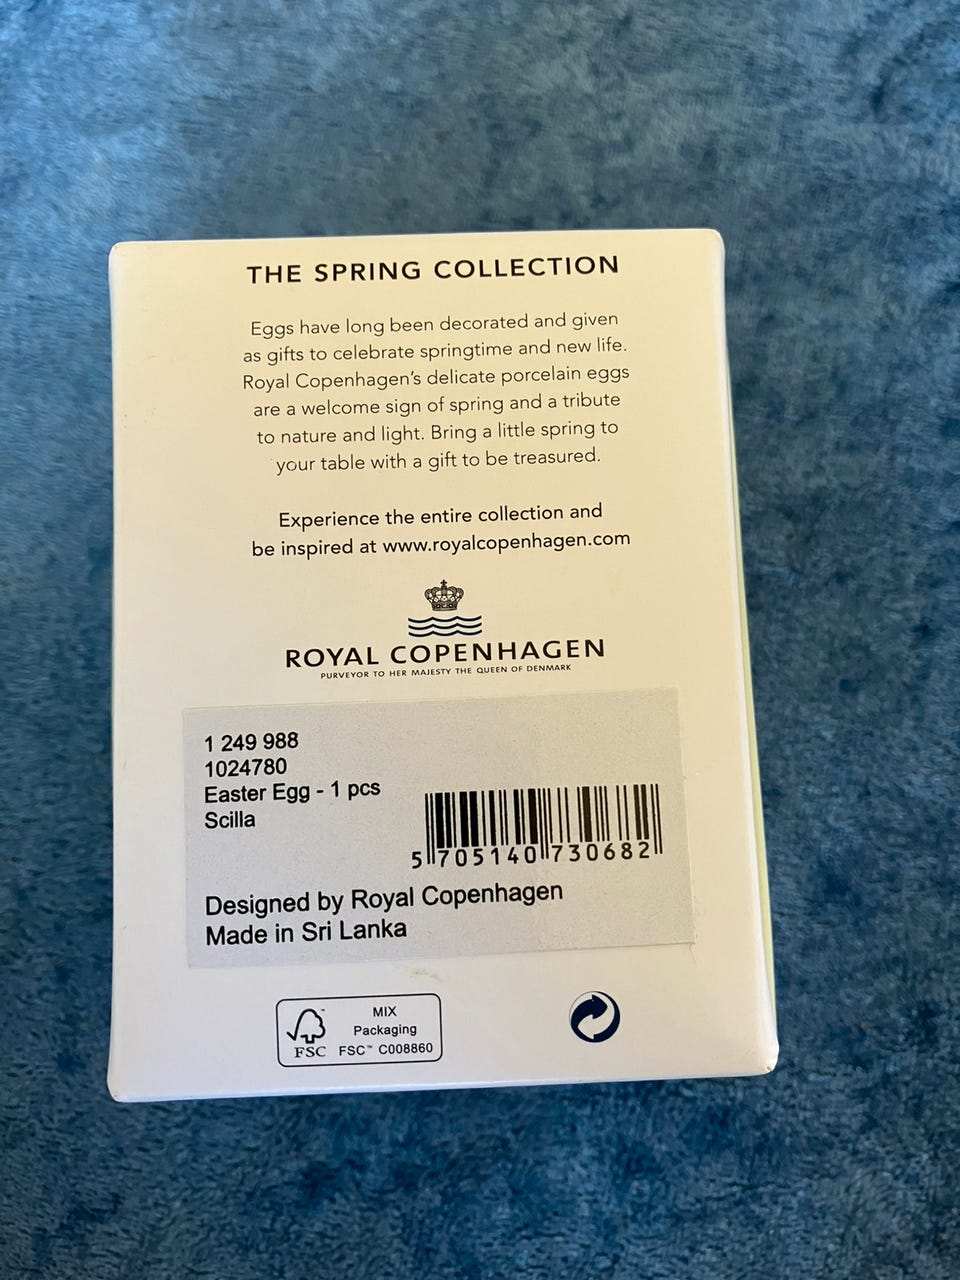 THE SPRING COLLECTION
Eggs have long been decorated and given
as gifts to celebrate springtime and new life.
Royal Copenhagen's delicate porcelain eggs
are a welcome sign of spring and a tribute
to nature and light. Bring a little spring to
your table with a gift to be treasured.
Experience the entire collection and
be inspired at www.royalcopenhagen.com
ROYAL COPENHAGEN
PURVEYOR TO HER MAJESTY THE QUEEN OF DENMARK
1 249 988
1024780
Easter Egg - 1 pcs
Scilla
5 705140 730682
Designed by Royal Copenhagen
Made in Sri Lanka
MIX
Packaging
FSC FSC™ C008860